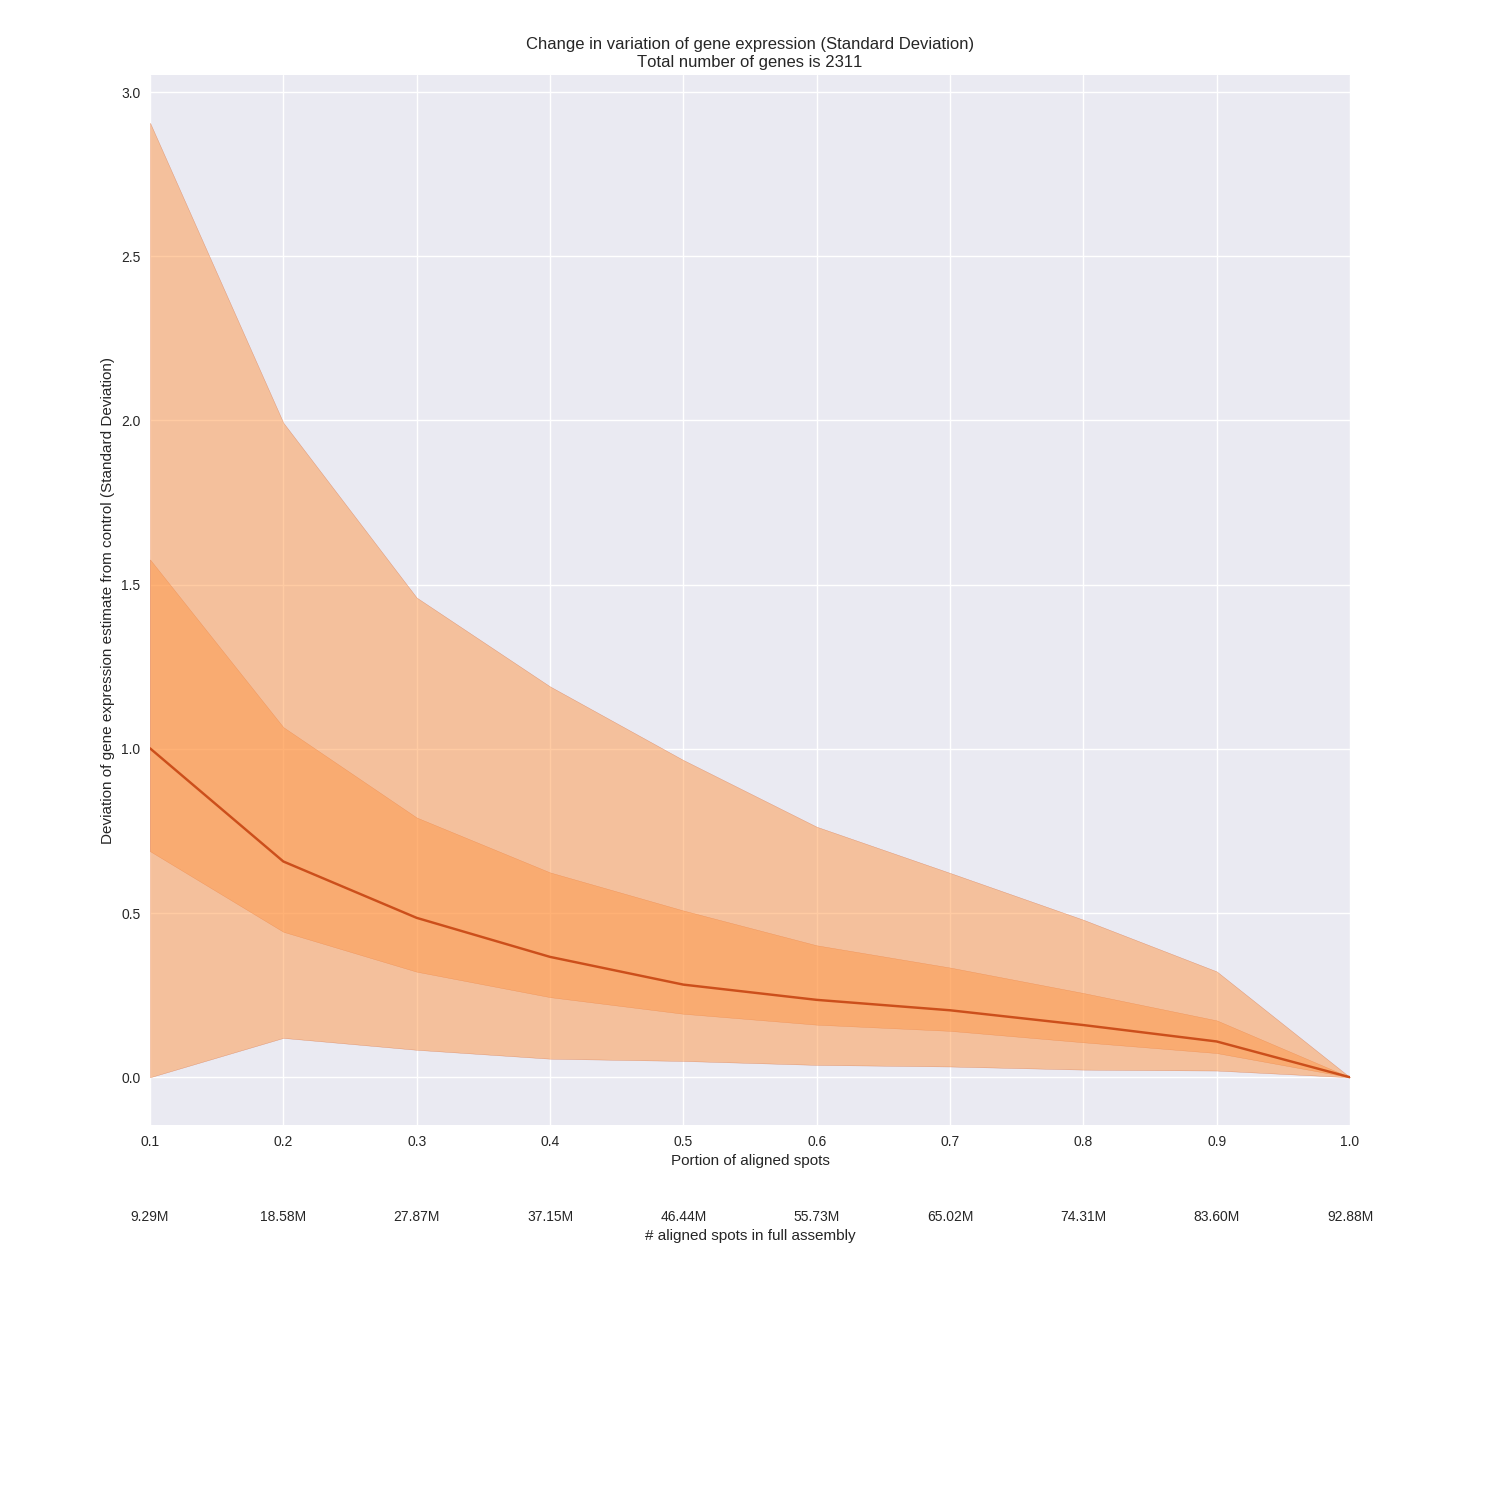 Change in variation of gene expression (Standard Deviation)
Total number of genes is 2311
3.0
2.5
2.0
1.5
1.0
0.5
0.0
Deviation of gene expression estimate from control (Standard Deviation)
0.1 0.2 0.3 0.4 0.5 0.6 0.7 0.8 0.9 1.0
Portion of aligned spots
9.29M 18.58M 27.87M 37.15M 46.44M 55.73M 65.02M 74.31M 83.60M 92.88M
# aligned spots in full assembly